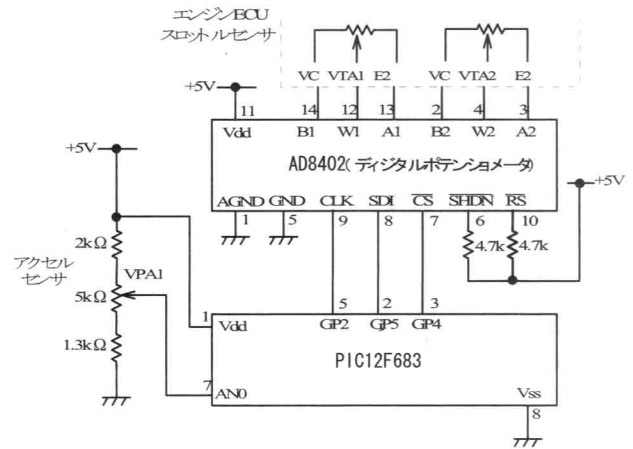 エンジンECU
スロットルセンサ
VC VTA1 E2 VC VTA2 E2
+5V
11 14 12 13 2 4 3
Vdd B1 W1 A1 B2 W2 A2
AD8402(ディジタルポテンショメータ)
+5V
+5V
AGND GND CLK SDI CS SHDN RS
1 5 9 8 7 6 10
4.7k 4.7k
2kΩ
アクセル
センサ
VPA1
5kΩ
1.3kΩ
1 5 2 3
Vdd GP2 GP5 GP4
PIC12F683
7
AN0
Vss
8